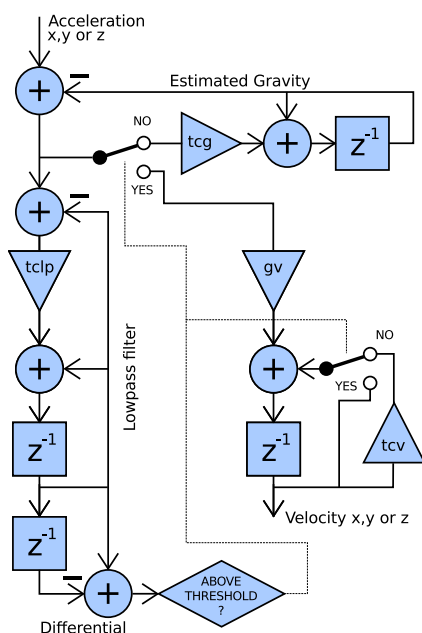 Acceleration
x,y or z
Estimated Gravity
+
NO
tcg
+
z-1
YES
+
tclp
gv
Lowpass filter
+
+
NO
YES
z-1
z-1
tcv
z-1
Velocity x,y or z
+
ABOVE
THRESHOLD
?
Differential